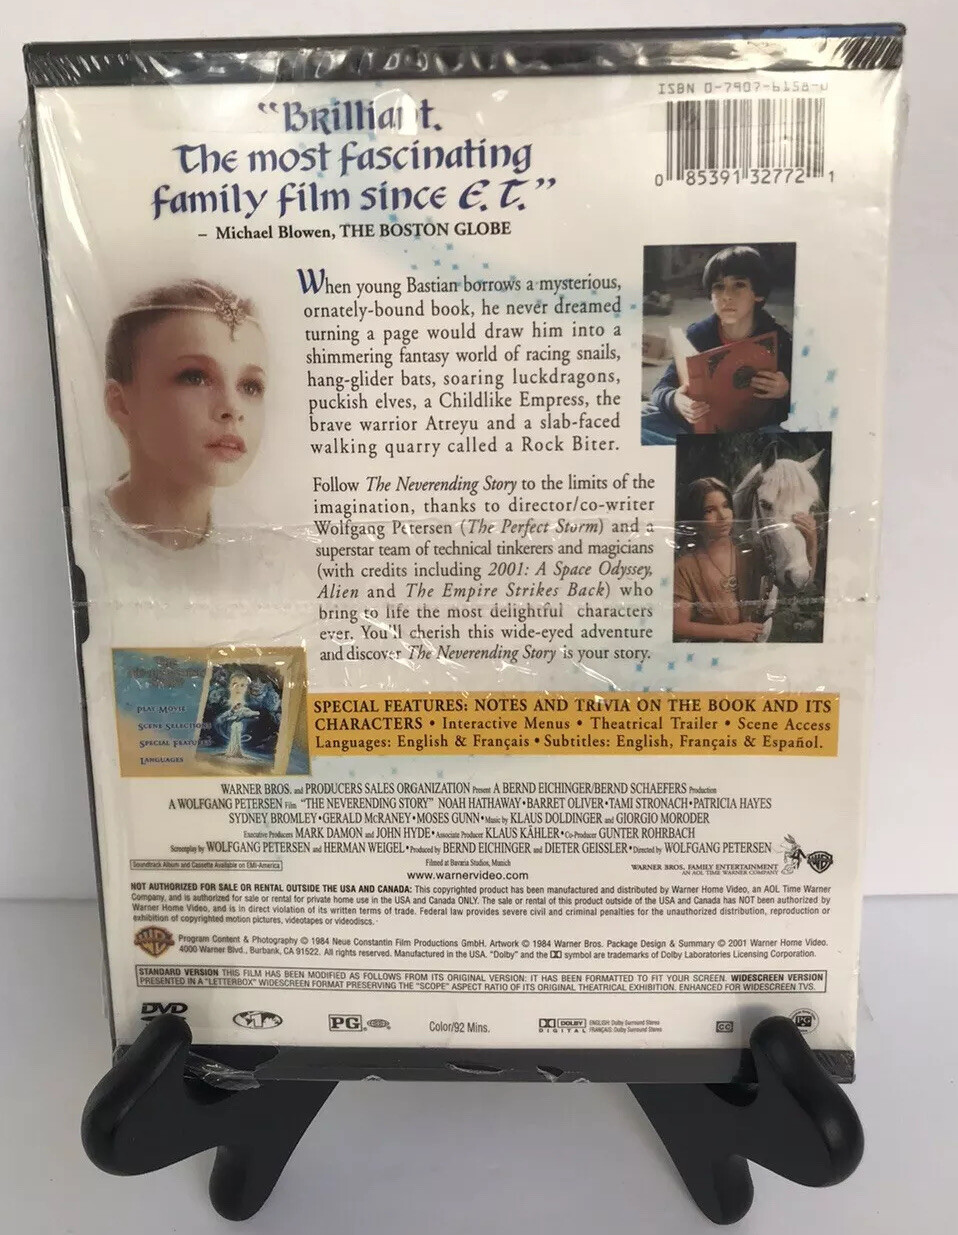 ISBN 0-7907-6158-0
0 85391 32772 1
"Brilliant.
The most fascinating
family film since E.T."
– Michael Blowen, THE BOSTON GLOBE
When young Bastian borrows a mysterious,
ornately-bound book, he never dreamed
turning a page would draw him into a
shimmering fantasy world of racing snails,
hang-glider bats, soaring luckdragons,
puckish elves, a Childlike Empress, the
brave warrior Atreyu and a slab-faced
walking quarry called a Rock Biter.
Follow The Neverending Story to the limits of the
imagination, thanks to director/co-writer
Wolfgang Petersen (The Perfect Storm) and a
superstar team of technical tinkerers and magicians
(with credits including 2001: A Space Odyssey,
Alien and The Empire Strikes Back) who
bring to life the most delightful characters
ever. You'll cherish this wide-eyed adventure
and discover The Neverending Story is your story.
PLAY MOVIE
SCENE SELECTIONS
SPECIAL FEATURES
LANGUAGES
SPECIAL FEATURES: NOTES AND TRIVIA ON THE BOOK AND ITS
CHARACTERS • Interactive Menus • Theatrical Trailer • Scene Access
Languages: English & Français • Subtitles: English, Français & Español.
WARNER BROS. and PRODUCERS SALES ORGANIZATION Present A BERND EICHINGER/BERND SCHAEFERS Production
A WOLFGANG PETERSEN Film "THE NEVERENDING STORY" NOAH HATHAWAY•BARRET OLIVER•TAMI STRONACH•PATRICIA HAYES
SYDNEY BROMLEY•GERALD McRANEY•MOSES GUNN•Music by KLAUS DOLDINGER and GIORGIO MORODER
Executive Producers MARK DAMON and JOHN HYDE•Associate Producer KLAUS KÄHLER•Co-Producer GUNTER ROHRBACH
Screenplay by WOLFGANG PETERSEN and HERMAN WEIGEL•Produced by BERND EICHINGER and DIETER GEISSLER•Directed by WOLFGANG PETERSEN
Soundtrack Album and Cassette Available on EMI-America
Filmed at Bavaria Studios, Munich
www.warnervideo.com
WARNER BROS. FAMILY ENTERTAINMENT
AN AOL TIME WARNER COMPANY
NOT AUTHORIZED FOR SALE OR RENTAL OUTSIDE THE USA AND CANADA: This copyrighted product has been manufactured and distributed by Warner Home Video, an AOL Time Warner
Company, and is authorized for sale or rental for private home use in the USA and Canada ONLY. The sale or rental of this product outside of the USA and Canada has NOT been authorized by
Warner Home Video, and is in direct violation of its written terms of trade. Federal law provides severe civil and criminal penalties for the unauthorized distribution, reproduction or
exhibition of copyrighted motion pictures, videotapes or videodiscs.
Program Content & Photography © 1984 Neue Constantin Film Productions GmbH. Artwork © 1984 Warner Bros. Package Design & Summary © 2001 Warner Home Video.
4000 Warner Blvd., Burbank, CA 91522. All rights reserved. Manufactured in the USA. "Dolby" and the DD symbol are trademarks of Dolby Laboratories Licensing Corporation.
STANDARD VERSION THIS FILM HAS BEEN MODIFIED AS FOLLOWS FROM ITS ORIGINAL VERSION: IT HAS BEEN FORMATTED TO FIT YOUR SCREEN. WIDESCREEN VERSION
PRESENTED IN A "LETTERBOX" WIDESCREEN FORMAT PRESERVING THE "SCOPE" ASPECT RATIO OF ITS ORIGINAL THEATRICAL EXHIBITION. ENHANCED FOR WIDESCREEN TVS.
DVD
1
PG
Color/92 Mins.
DOLBY
DIGITAL
ENGLISH: Dolby Surround Stereo
FRANÇAIS: Dolby Surround Stereo
CC
PG